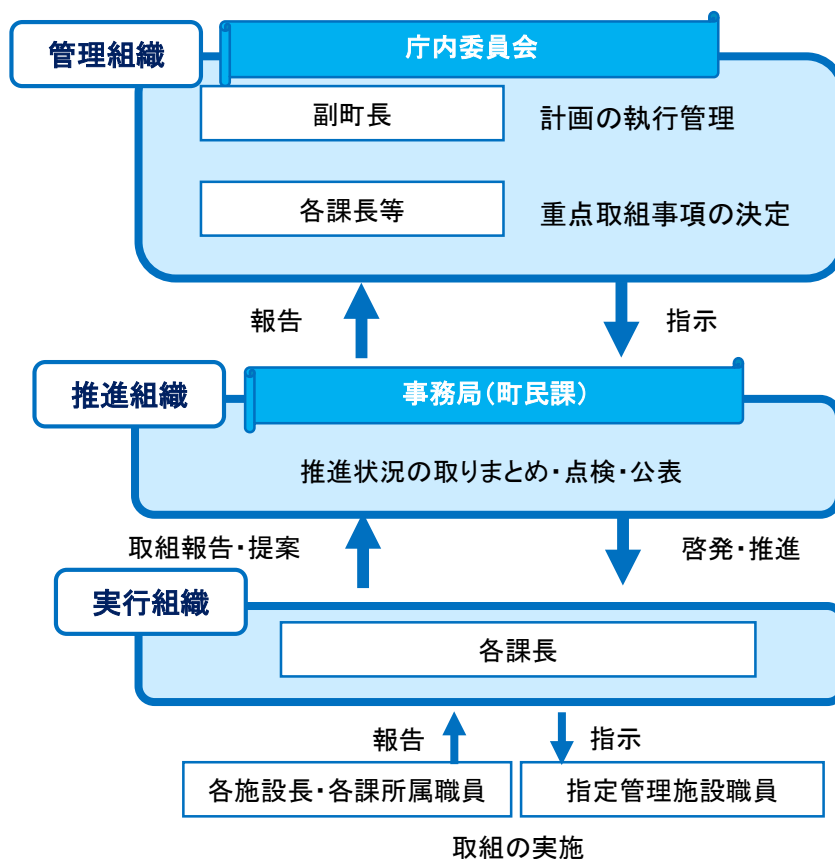 管理組織
庁内委員会
副町長
計画の執行管理
各課長等
重点取組事項の決定
報告
指示
推進組織
事務局(町民課)
推進状況の取りまとめ・点検・公表
取組報告・提案
啓発・推進
実行組織
各課長
報告
指示
各施設長・各課所属職員
指定管理施設職員
取組の実施